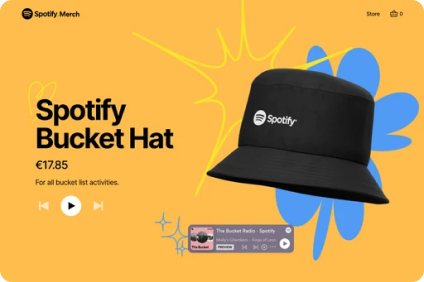 Spotify Merch
Store
0
Spotify
Bucket Hat
€17.85
For all bucket list activities.
Spotify
The Bucket Radio · Spotify
PREVIEW
The Bucket